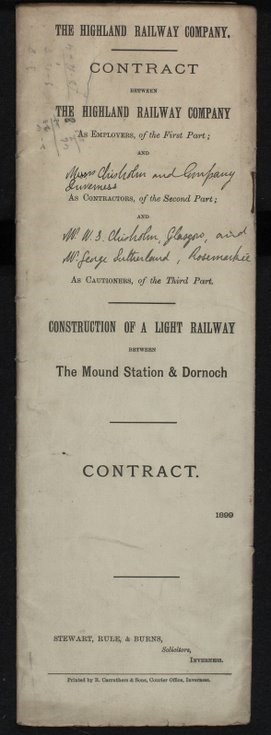 THE HIGHLAND RAILWAY COMPANY.
CONTRACT
BETWEEN
THE HIGHLAND RAILWAY COMPANY
As Employers, of the First Part;
AND
Messrs Chisholm and Company
Inverness
As Contractors, of the Second Part;
AND
Mr W. S. Chisholm, Glasgow, and
Mr George Sutherland, Rosemarkie
As Cautioners, of the Third Part.
CONSTRUCTION OF A LIGHT RAILWAY
BETWEEN
The Mound Station & Dornoch
CONTRACT.
1899
STEWART, RULE, & BURNS,
Solicitors,
Inverness.
Printed by R. Carruthers & Sons, Courier Office, Inverness.